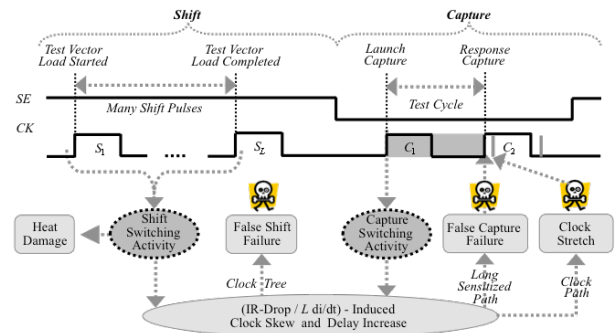 Shift
Capture
Test Vector
Load Started
Test Vector
Load Completed
Launch
Capture
Response
Capture
SE
Many Shift Pulses
Test Cycle
CK
S1
....
SL
C1
C2
Heat
Damage
Shift
Switching
Activity
False Shift
Failure
Capture
Switching
Activity
False Capture
Failure
Clock
Stretch
Clock Tree
Long
Sensitized
Path
Clock
Path
(IR-Drop / L di/dt) - Induced
Clock Skew and Delay Increase